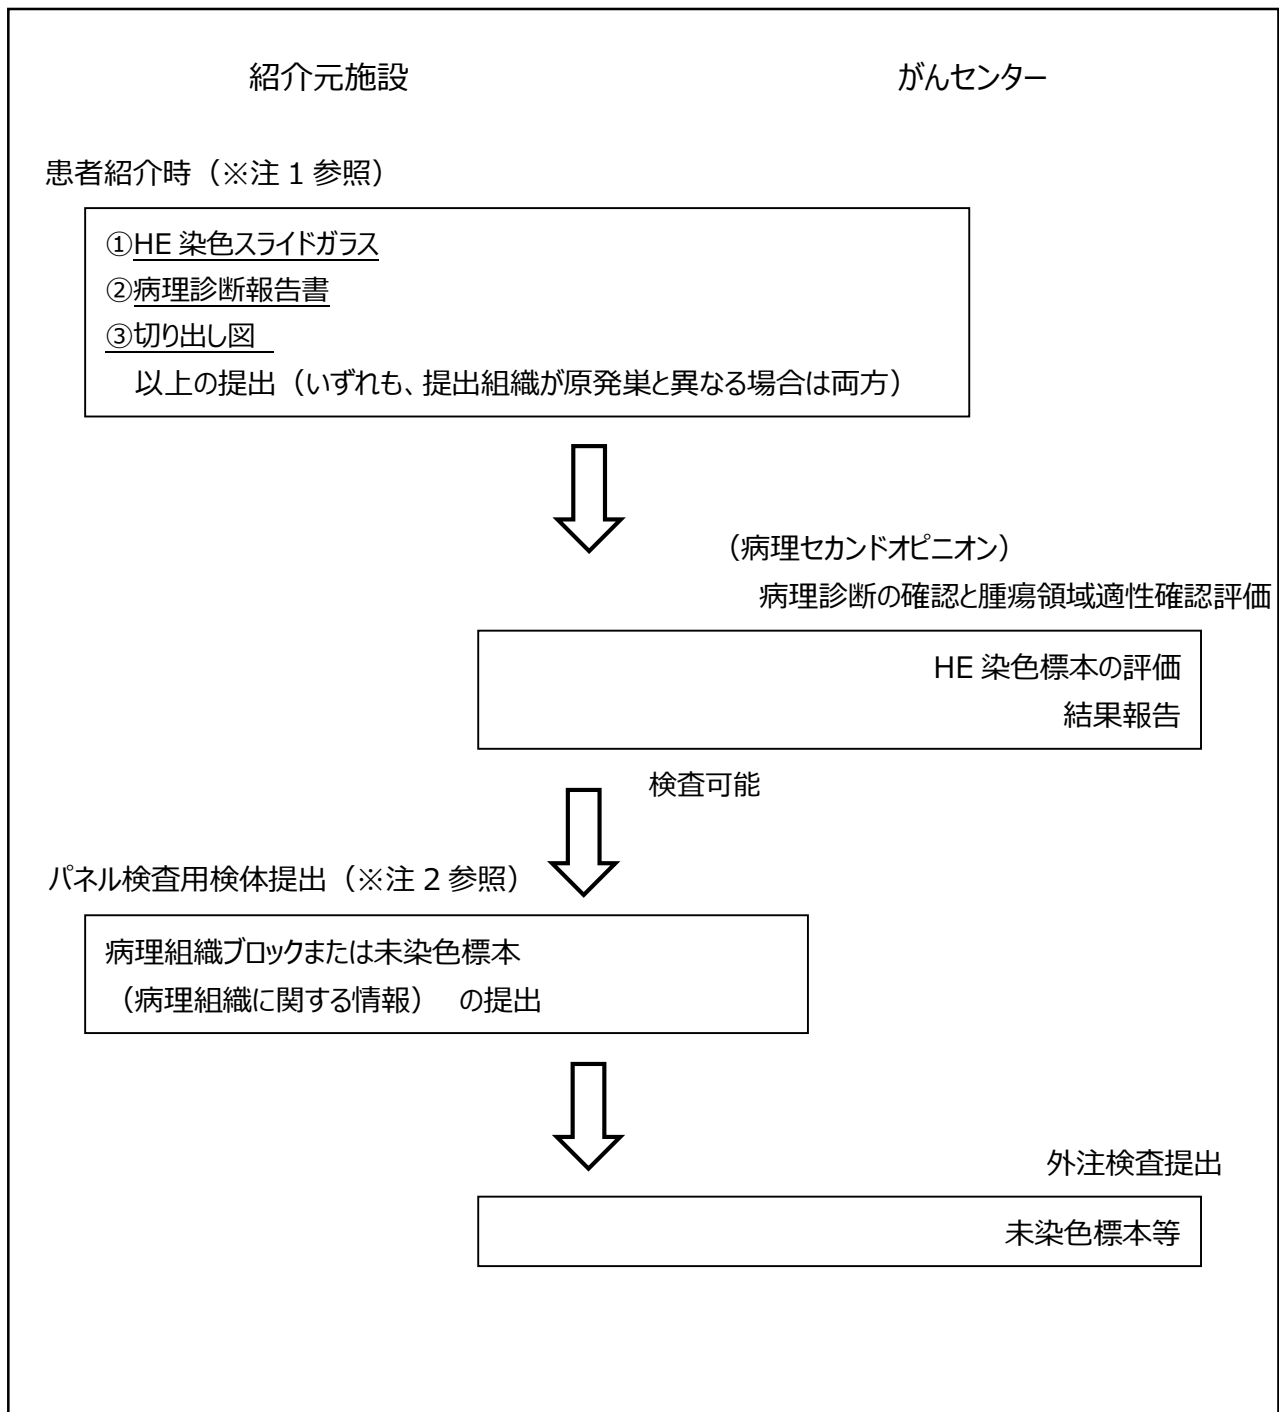 紹介元施設
がんセンター
患者紹介時（※注 1 参照）
①HE 染色スライドガラス
②病理診断報告書
③切り出し図
以上の提出（いずれも、提出組織が原発巣と異なる場合は両方）
（病理セカンドオピニオン）
病理診断の確認と腫瘍領域適性確認評価
HE 染色標本の評価
結果報告
検査可能
パネル検査用検体提出（※注 2 参照）
病理組織ブロックまたは未染色標本
（病理組織に関する情報）　の提出
外注検査提出
未染色標本等